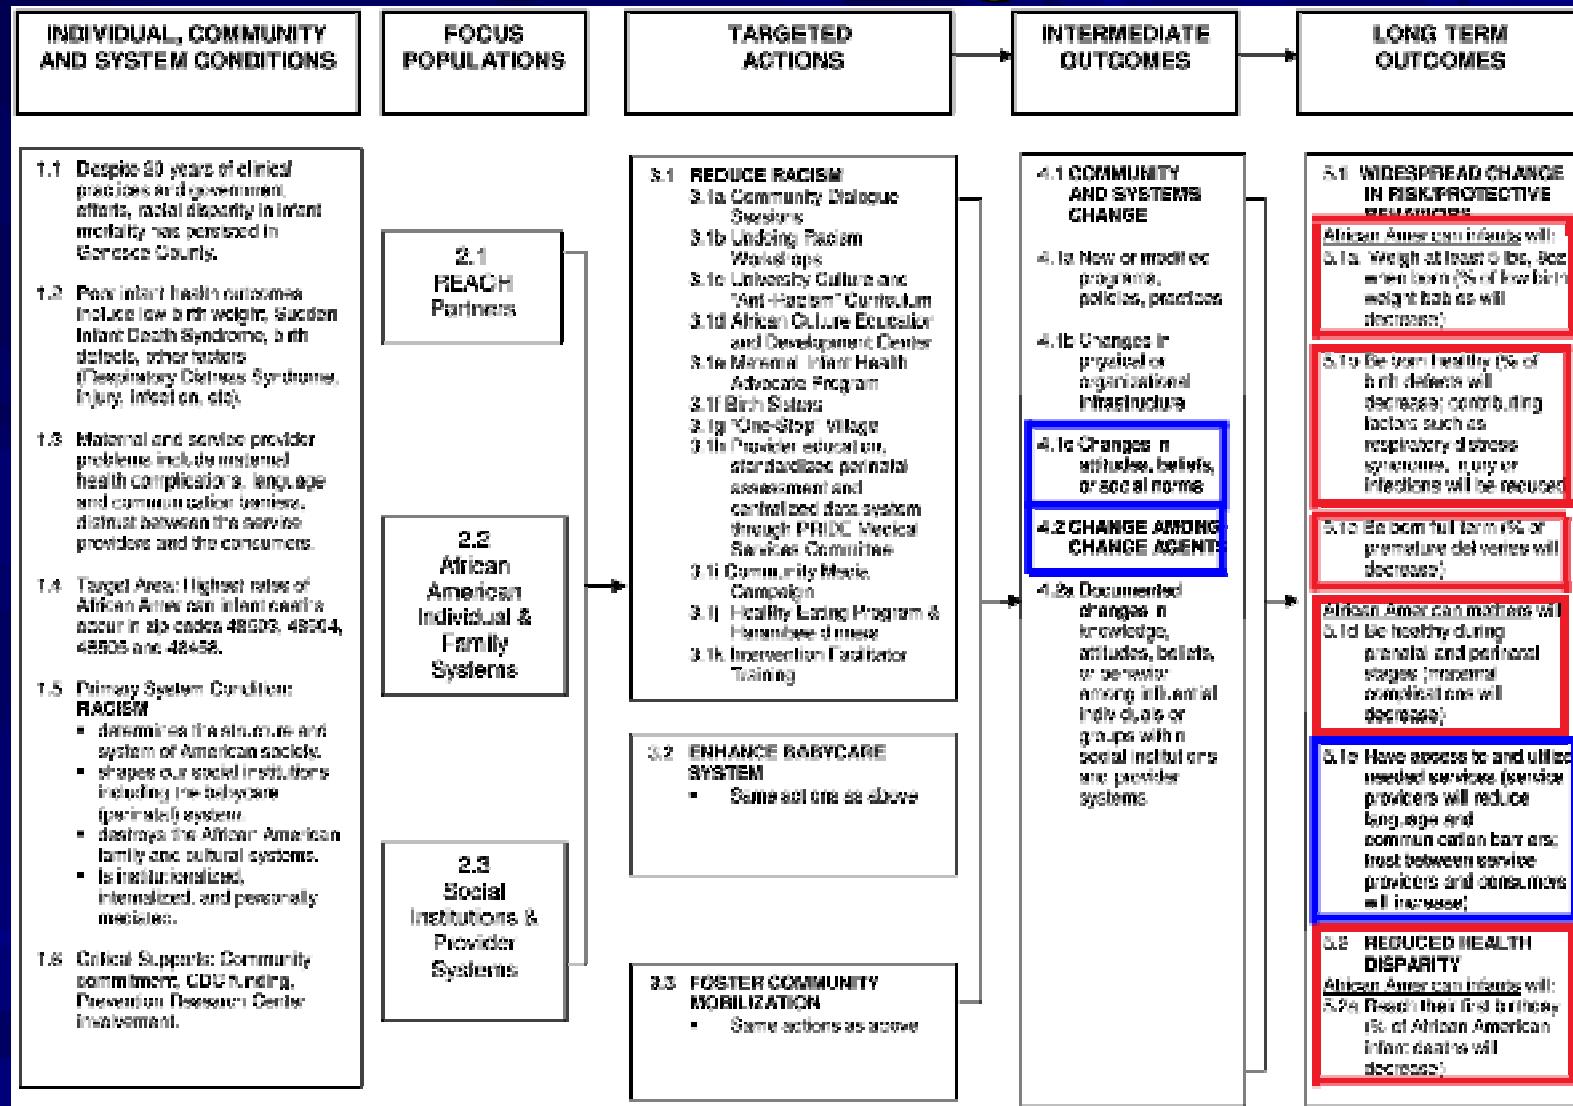 INDIVIDUAL, COMMUNITY
AND SYSTEM CONDITIONS
FOCUS
POPULATIONS
TARGETED
ACTIONS
INTERMEDIATE
OUTCOMES
LONG TERM
OUTCOMES
1.1 Despite 20 years of clinical
practices and government
efforts, racial disparity in infant
mortality has persisted in
Genesee County.
1.2 Poor infant health outcomes
include low birth weight, Sudden
Infant Death Syndrome, birth
defects, other factors
(Respiratory Distress Syndrome,
injury, infection, etc).
1.3 Maternal and service provider
problems include maternal
health complications, language
and communication barriers,
distrust between the service
providers and the consumers.
1.4 Target Area: Highest rates of
African American infant deaths
occur in zip codes 48503, 48504,
48505 and 48458.
1.5 Primary System Condition:
RACISM
▪ determines the structure and
system of American society.
▪ shapes our social institutions
including the babycare
(perinatal) system.
▪ destroys the African American
family and cultural systems.
▪ is institutionalized,
internalized, and personally
mediated.
1.6 Critical Supports: Community
commitment, CDC funding,
Prevention Research Center
involvement.
2.1
REACH
Partners
2.2
African
American
Individual &
Family
Systems
2.3
Social
Institutions &
Provider
Systems
3.1 REDUCE RACISM
3.1a Community Dialogue
Sessions
3.1b Undoing Racism
Workshops
3.1c University Culture and
"Anti-Racism" Curriculum
3.1d African Culture Education
and Development Center
3.1e Maternal Infant Health
Advocate Program
3.1f Birth Sisters
3.1g "One-Stop" Village
3.1h Provider education,
standardized perinatal
assessment and
centralized data system
through PRIDE Medical
Services Committee
3.1i Community Media
Campaign
3.1j Healthy Eating Program &
Harambee dinners
3.1k Intervention Facilitator
Training
3.2 ENHANCE BABYCARE
SYSTEM
▪ Same actions as above
3.3 FOSTER COMMUNITY
MOBILIZATION
▪ Same actions as above
4.1 COMMUNITY
AND SYSTEMS
CHANGE
4.1a New or modified
programs,
policies, practices
4.1b Changes in
physical or
organizational
infrastructure
4.1c Changes in
attitudes, beliefs,
or social norms
4.2 CHANGE AMONG
CHANGE AGENTS
4.2a Documented
changes in
knowledge,
attitudes, beliefs,
or behavior
among influential
individuals or
groups within
social institutions
and provider
systems
5.1 WIDESPREAD CHANGE
IN RISK/PROTECTIVE
BEHAVIORS
African American infants will:
5.1a Weigh at least 5 lbs, 8oz
when born (% of low birth
weight babies will
decrease)
5.1b Be born healthy (% of
birth defects will
decrease; contributing
factors such as
respiratory distress
syndrome, injury or
infections will be reduced
5.1c Be born full term (% of
premature deliveries will
decrease)
African American mothers will
5.1d Be healthy during
prenatal and perinatal
stages (maternal
complications will
decrease)
5.1e Have access to and utilize
needed services (service
providers will reduce
language and
communication barriers;
trust between service
providers and consumers
will increase)
5.2 REDUCED HEALTH
DISPARITY
African American infants will:
5.2a Reach their first birthday
(% of African American
infant deaths will
decrease)